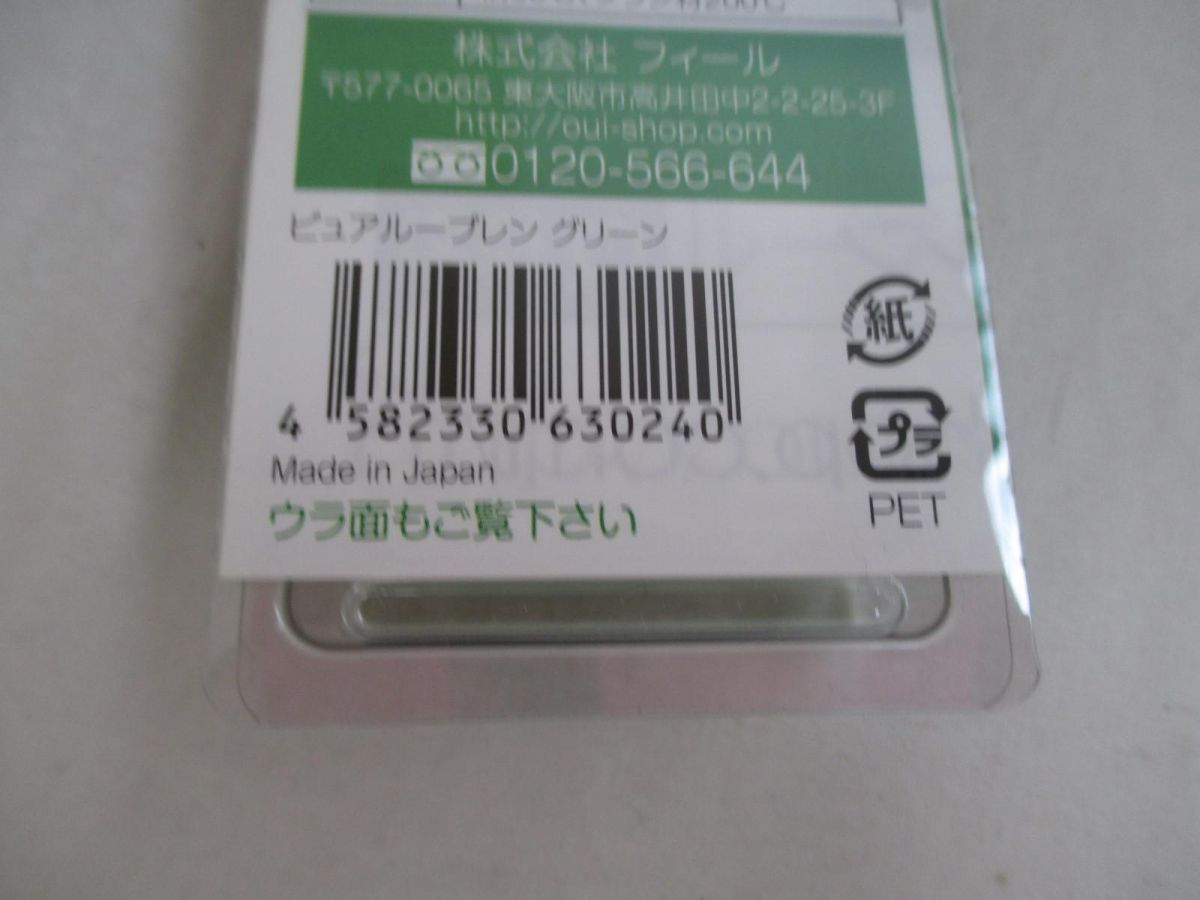 200℃
株式会社 フィール
〒577-0065 東大阪市高井田中2-2-25-3F
http://oui-shop.com
0120-566-644
ピュアルーブレン グリーン
4 582330 630240
Made in Japan
ウラ面もご覧下さい
紙
プラ
PET